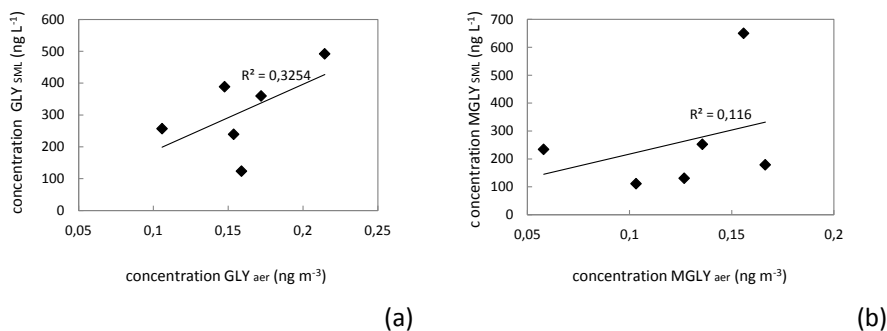 concentration GLY SML (ng L-1)
600
500
400
300
200
100
0
R² = 0,3254
0,05 0,1 0,15 0,2 0,25
concentration GLY aer (ng m-3)
(a)
c oncentration MGLY SML (ng L-1)
700
600
500
400
300
200
100
0
R² = 0,116
0,05 0,1 0,15 0,2
concentration MGLY aer (ng m-3)
(b)